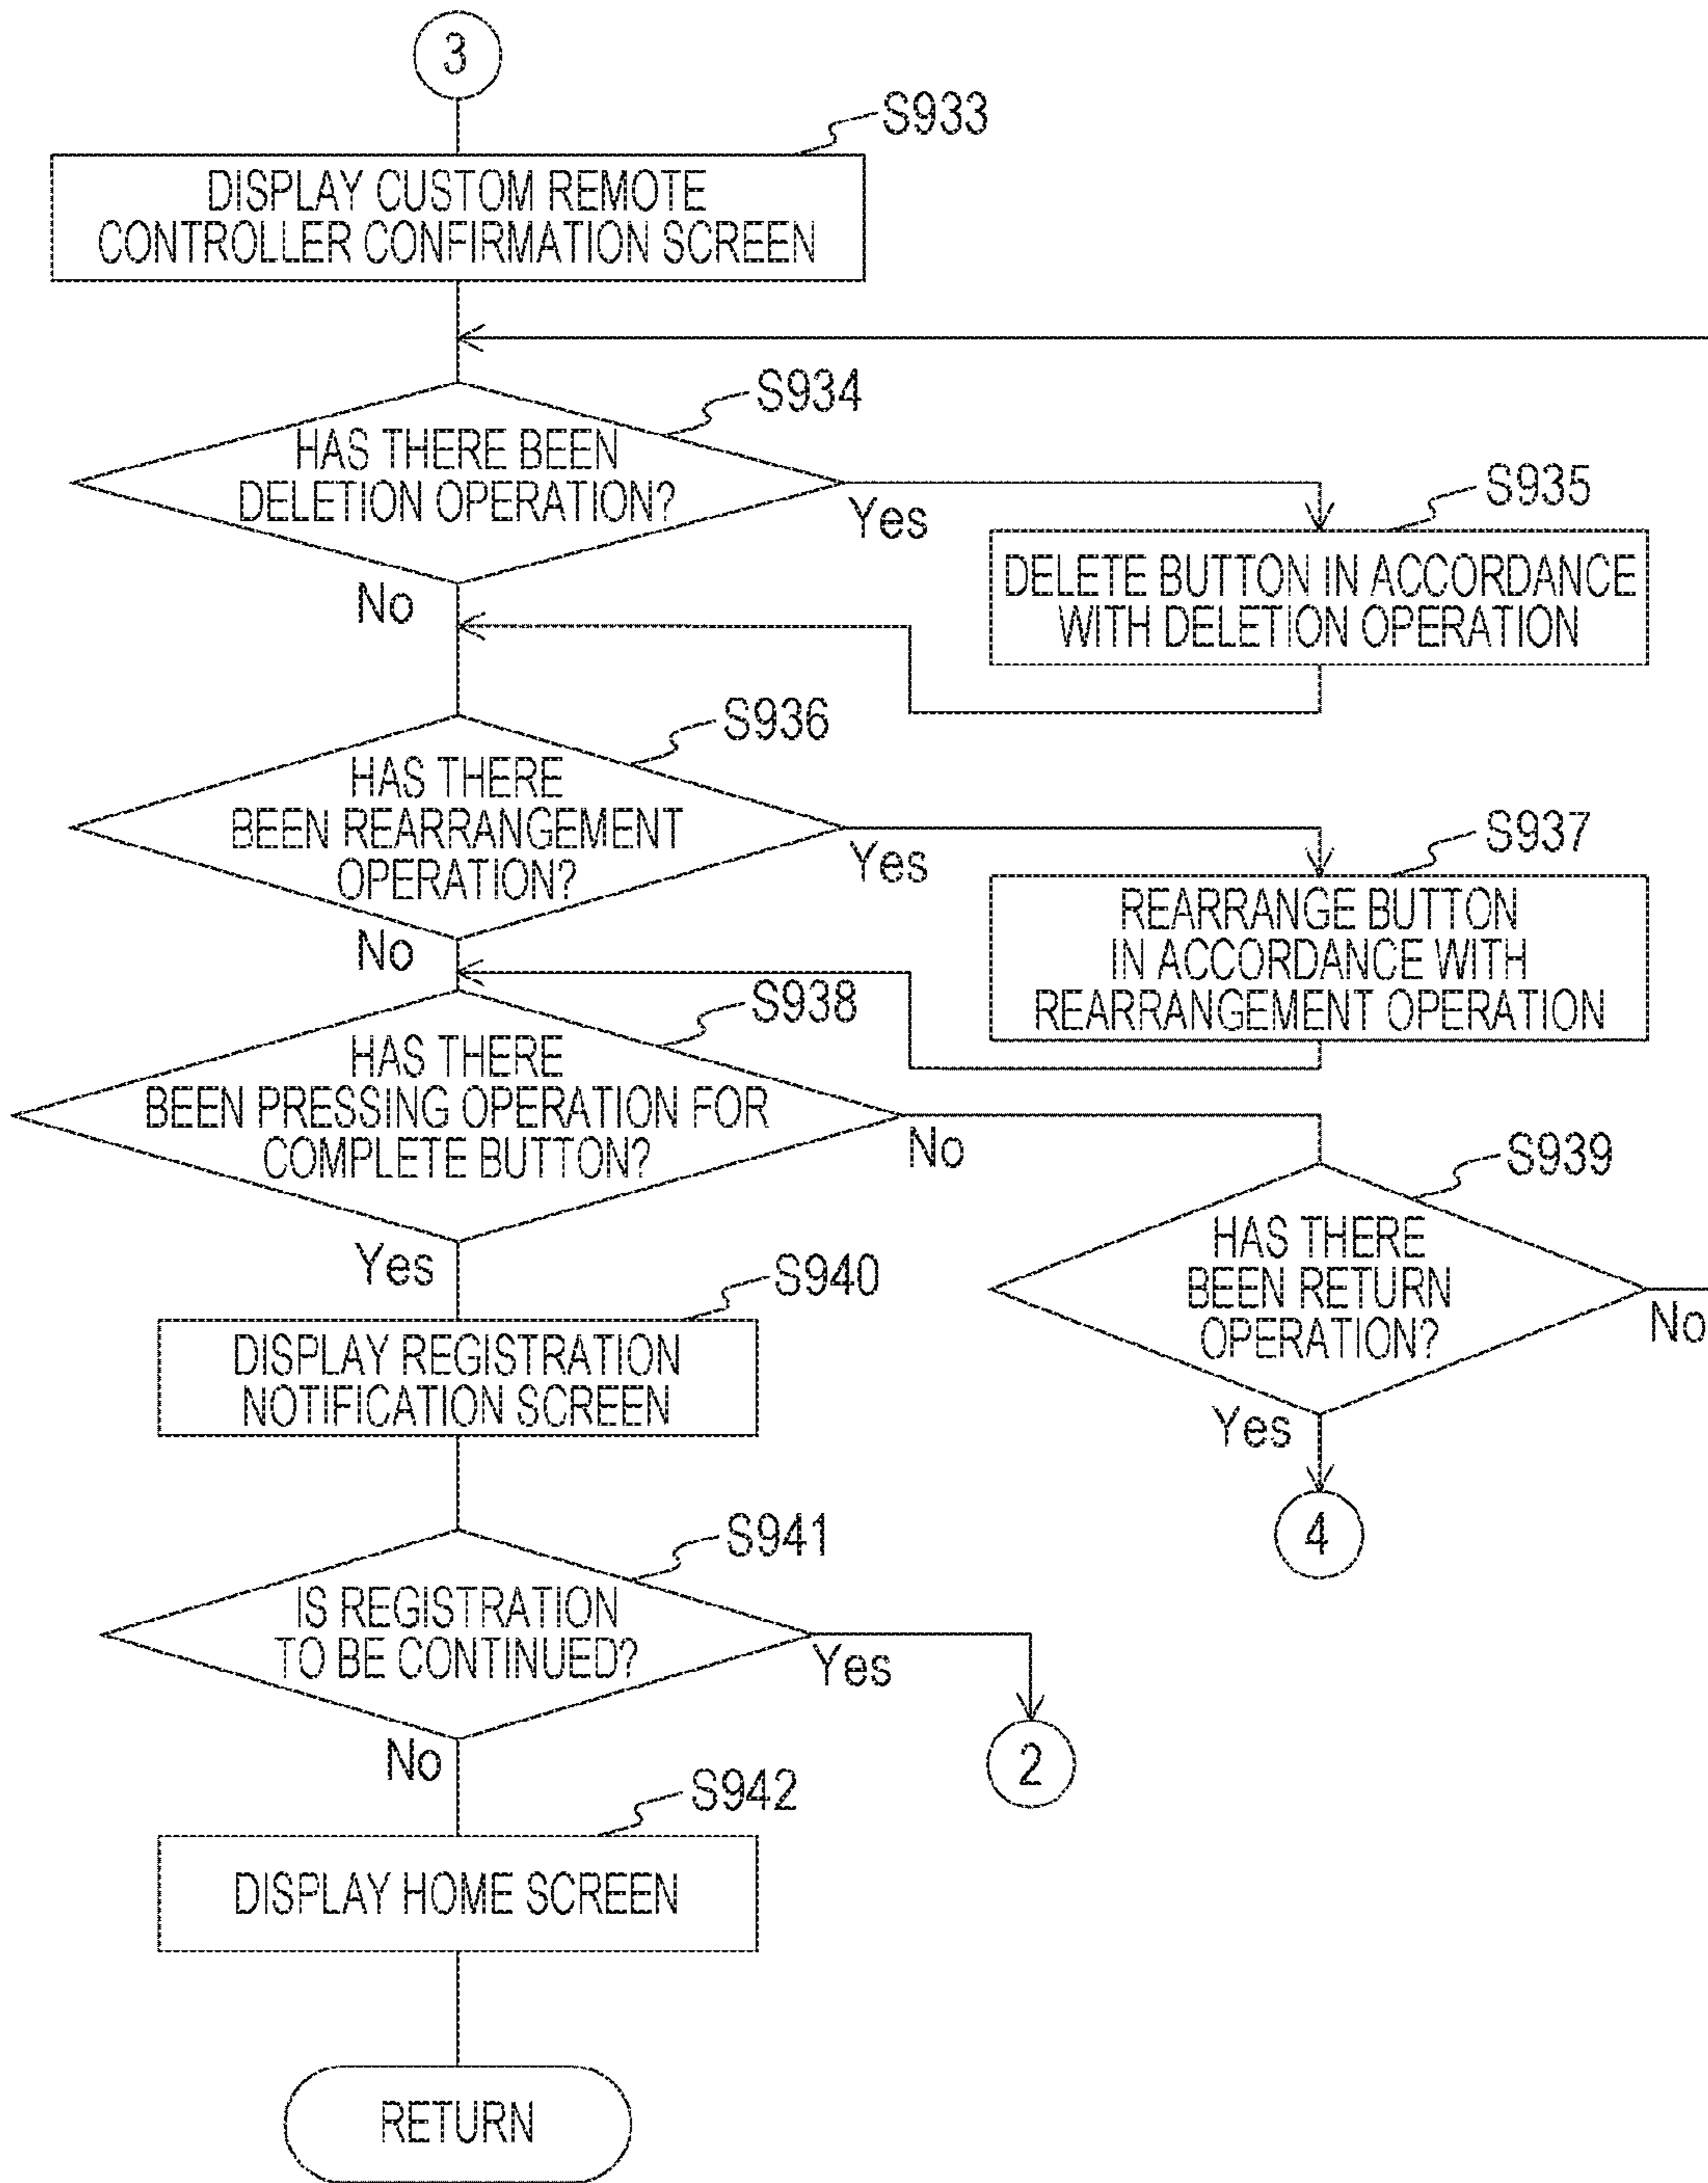 3
S933
DISPLAY CUSTOM REMOTE
CONTROLLER CONFIRMATION SCREEN
S934
HAS THERE BEEN
DELETION OPERATION?
Yes
No
S935
DELETE BUTTON IN ACCORDANCE
WITH DELETION OPERATION
S936
HAS THERE
BEEN REARRANGEMENT
OPERATION?
Yes
No
S937
REARRANGE BUTTON
IN ACCORDANCE WITH
REARRANGEMENT OPERATION
S938
HAS THERE
BEEN PRESSING OPERATION FOR
COMPLETE BUTTON?
No
Yes
S939
HAS THERE
BEEN RETURN
OPERATION?
No
Yes
4
S940
DISPLAY REGISTRATION
NOTIFICATION SCREEN
S941
IS REGISTRATION
TO BE CONTINUED?
Yes
No
2
S942
DISPLAY HOME SCREEN
RETURN